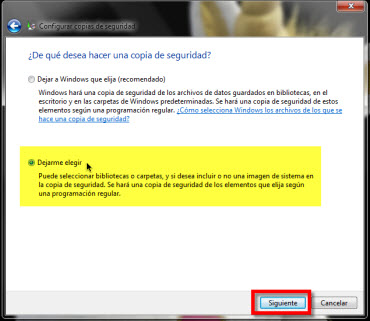 Configurar copias de seguridad
¿De qué desea hacer una copia de seguridad?
Dejar a Windows que elija (recomendado)
Windows hará una copia de seguridad de los archivos de datos guardados en bibliotecas, en el
escritorio y en las carpetas de Windows predeterminadas. Se hará una copia de seguridad de estos
elementos según una programación regular. ¿Cómo selecciona Windows los archivos de los que se
hace una copia de seguridad?
Dejarme elegir
Puede seleccionar bibliotecas o carpetas, y si desea incluir o no una imagen de sistema en
la copia de seguridad. Se hará una copia de seguridad de los elementos que elija según
una programación regular.
Siguiente
Cancelar